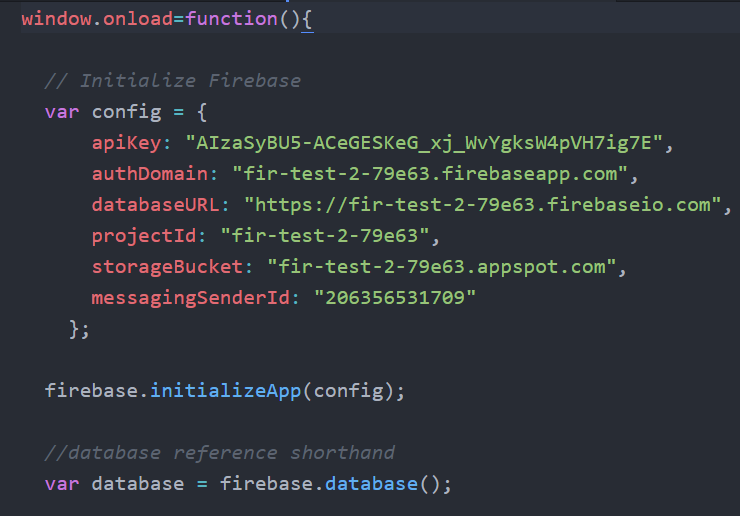 window.onload=function(){
// Initialize Firebase
var config = {
apiKey: "AIzaSyBU5-ACeGESKeG_xj_WvYgksW4pVH7ig7E",
authDomain: "fir-test-2-79e63.firebaseapp.com",
databaseURL: "https://fir-test-2-79e63.firebaseio.com",
projectId: "fir-test-2-79e63",
storageBucket: "fir-test-2-79e63.appspot.com",
messagingSenderId: "206356531709"
};
firebase.initializeApp(config);
//database reference shorthand
var database = firebase.database();